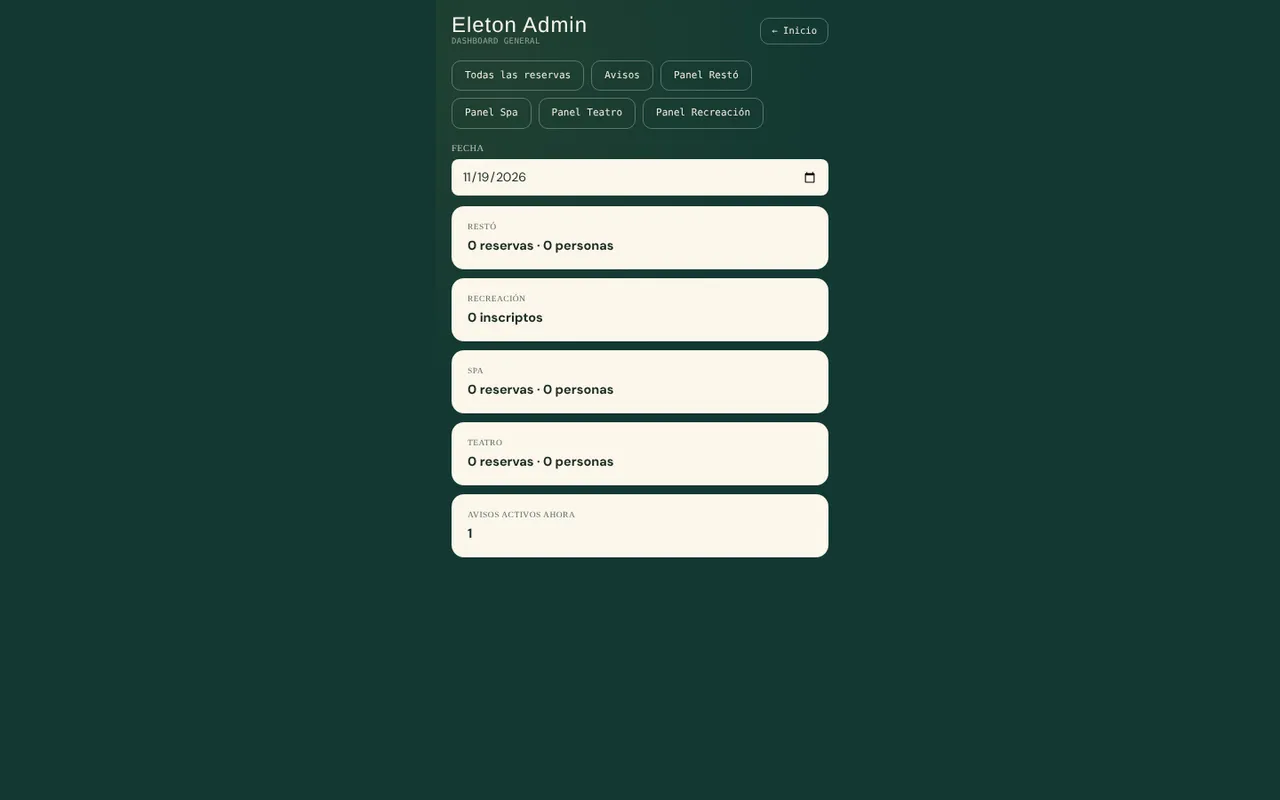 Eleton Admin
DASHBOARD GENERAL
← Inicio
Todas las reservas
Avisos
Panel Restó
Panel Spa
Panel Teatro
Panel Recreación
FECHA
11/19/2026
RESTÓ
0 reservas · 0 personas
RECREACIÓN
0 inscriptos
SPA
0 reservas · 0 personas
TEATRO
0 reservas · 0 personas
AVISOS ACTIVOS AHORA
1